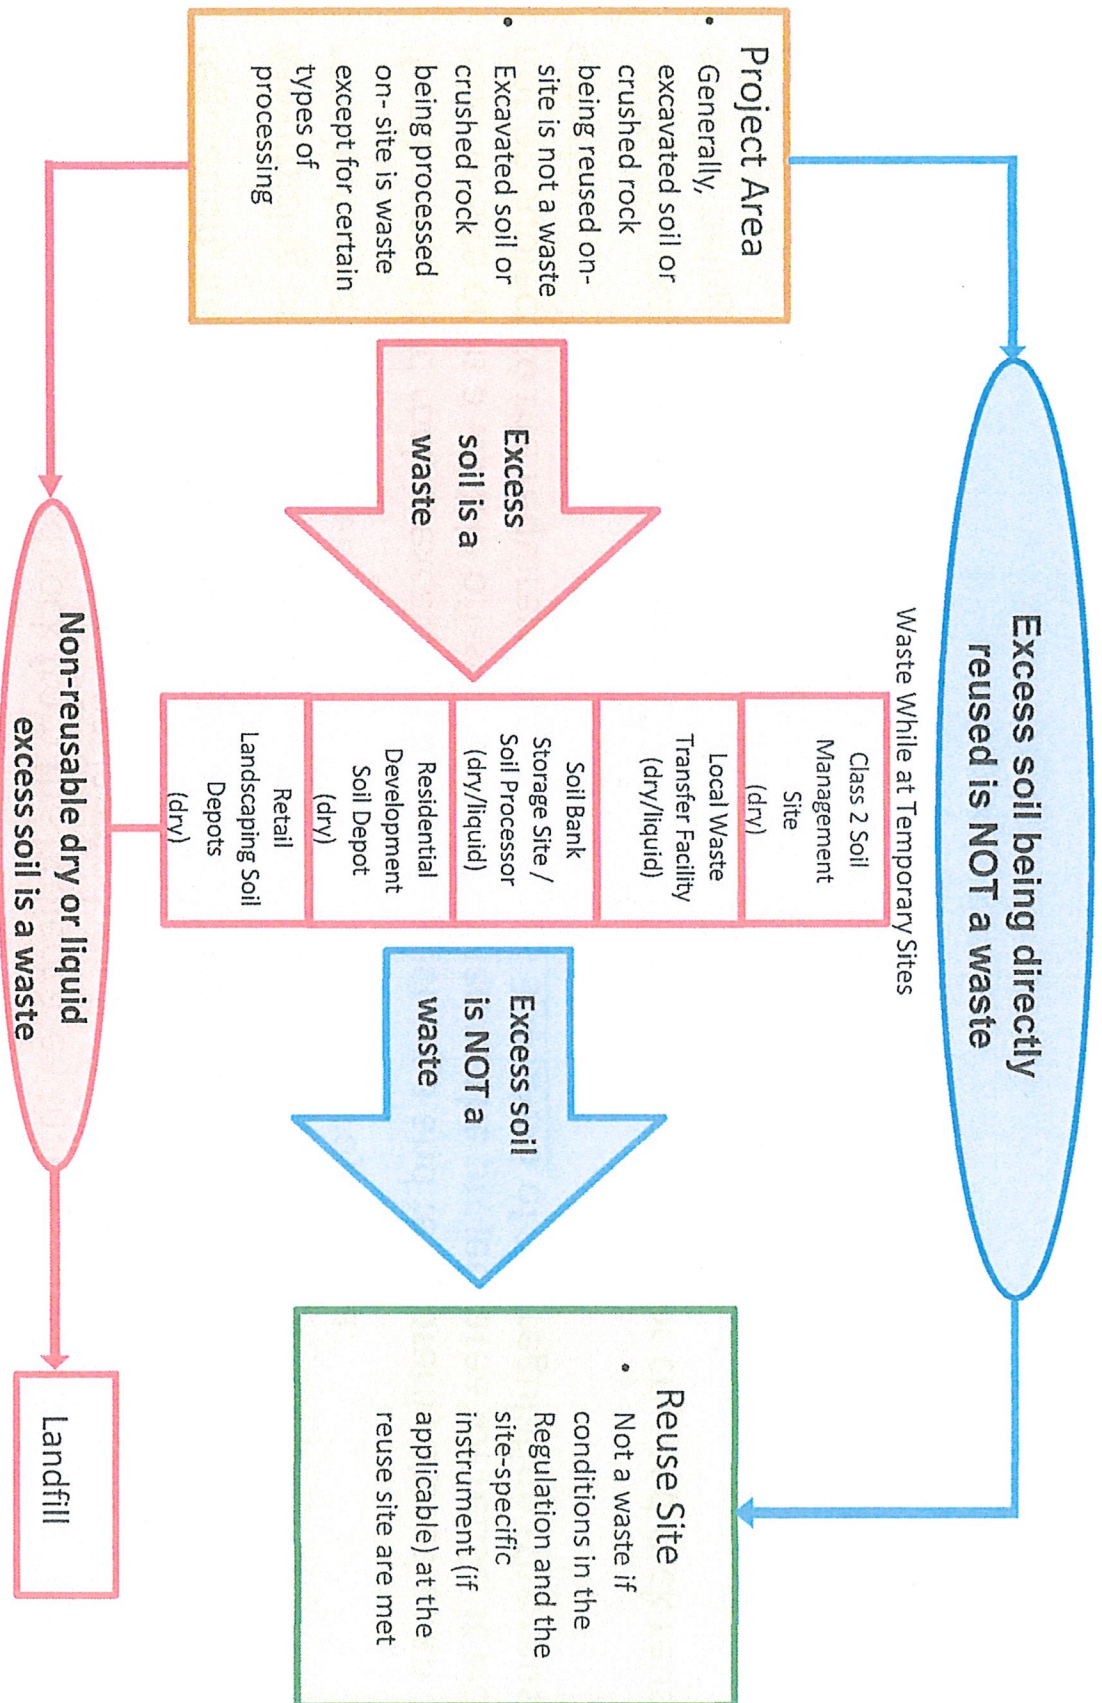 Project Area
• Generally,
excavated soil or
crushed rock
being reused on-
site is not a waste
• Excavated soil or
crushed rock
being processed
on- site is waste
except for certain
types of
processing
Excess soil being directly
reused is NOT a waste
Excess
soil is a
waste
Waste While at Temporary Sites
Class 2 Soil
Management
Site
(dry)
Local Waste
Transfer Facility
(dry/liquid)
Soil Bank
Storage Site /
Soil Processor
(dry/liquid)
Residential
Development
Soil Depot
(dry)
Retail
Landscaping Soil
Depots
(dry)
Excess soil
is NOT a
waste
Reuse Site
• Not a waste if
conditions in the
Regulation and the
site-specific
instrument (if
applicable) at the
reuse site are met
Non-reusable dry or liquid
excess soil is a waste
Landfill